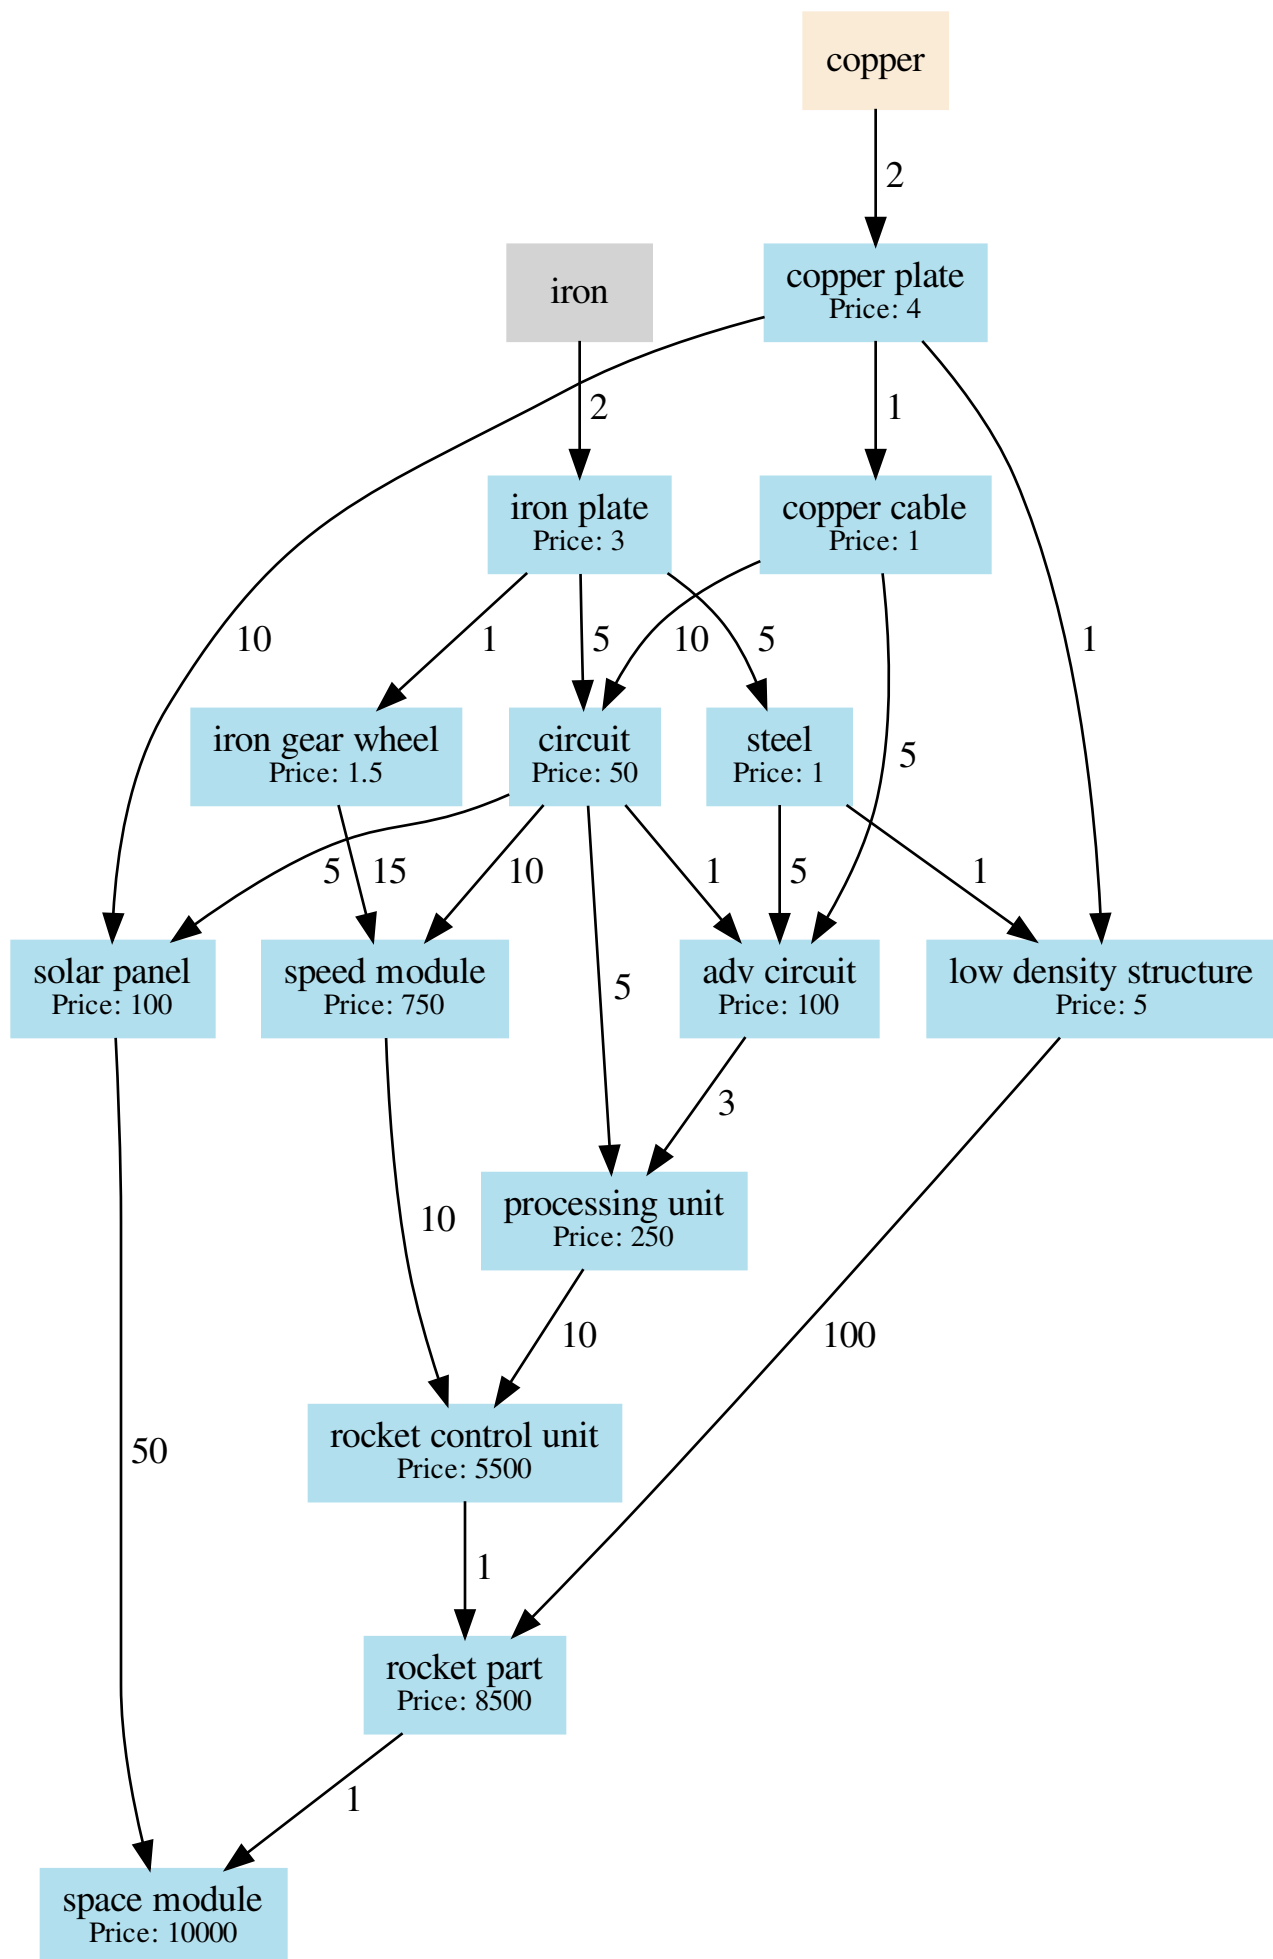 copper
2
copper plate
Price: 4
iron
2
1
iron plate
Price: 3
copper cable
Price: 1
10
1
5
10
5
1
iron gear wheel
Price: 1.5
circuit
Price: 50
steel
Price: 1
5
5
15
10
1
5
1
solar panel
Price: 100
speed module
Price: 750
adv circuit
Price: 100
low density structure
Price: 5
5
3
processing unit
Price: 250
10
10
100
rocket control unit
Price: 5500
50
1
rocket part
Price: 8500
1
space module
Price: 10000